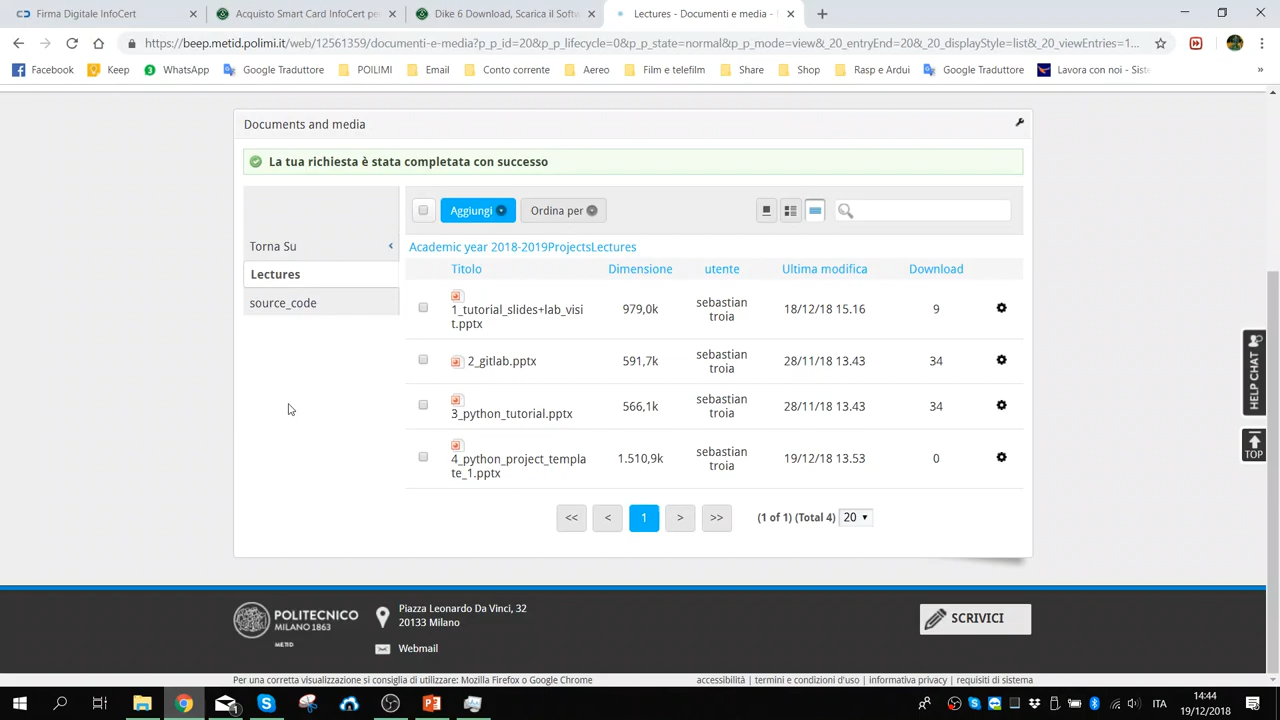 Firma Digitale InfoCert
Acquisto Smart Card InfoCert pe
Dike 6 Download, Scarica il Softw
Lectures - Documenti e media -
https://beep.metid.polimi.it/web/12561359/documenti-e-media?p_p_id=20&p_p_lifecycle=0&p_p_state=normal&p_p_mode=view&_20_entryEnd=20&_20_displayStyle=list&_20_viewEntries=1...
Facebook Keep WhatsApp Google Traduttore POILIMI Email Conto corrente Aereo Film e telefilm Share Shop Rasp e Ardui Google Traduttore Lavora con noi - Siste »
Documents and media
La tua richiesta è stata completata con successo
Aggiungi Ordina per
Torna Su
Lectures
source_code
Academic year 2018-2019ProjectsLectures
Titolo Dimensione utente Ultima modifica Download
1_tutorial_slides+lab_visi
t.pptx
979,0k sebastian
troia
18/12/18 15.16 9
2_gitlab.pptx 591,7k sebastian
troia
28/11/18 13.43 34
3_python_tutorial.pptx 566,1k sebastian
troia
28/11/18 13.43 34
4_python_project_templa
te_1.pptx
1.510,9k sebastian
troia
19/12/18 13.53 0
<< < 1 > >> (1 of 1) (Total 4) 20
HELP CHAT
TOP
POLITECNICO
MILANO 1863
METID
Piazza Leonardo Da Vinci, 32
20133 Milano
Webmail
SCRIVICI
Per una corretta visualizzazione si consiglia di utilizzare: Mozilla Firefox o Google Chrome
accessibilità | termini e condizioni d'uso | informativa privacy | requisiti di sistema
ITA
14:44
19/12/2018